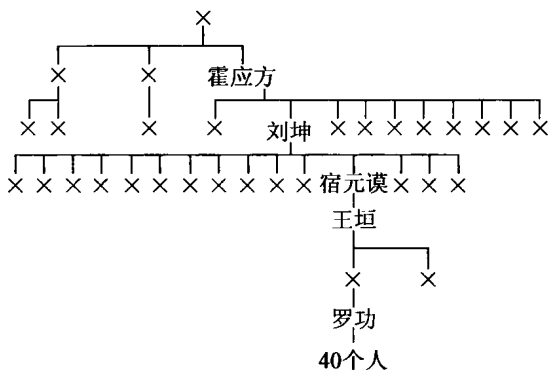 ×
× × 霍应方
× × × × 刘坤 × × × × × × × ×
× × × × × × × × × × × 宿元谟 × × ×
王垣
× ×
罗功
40个人